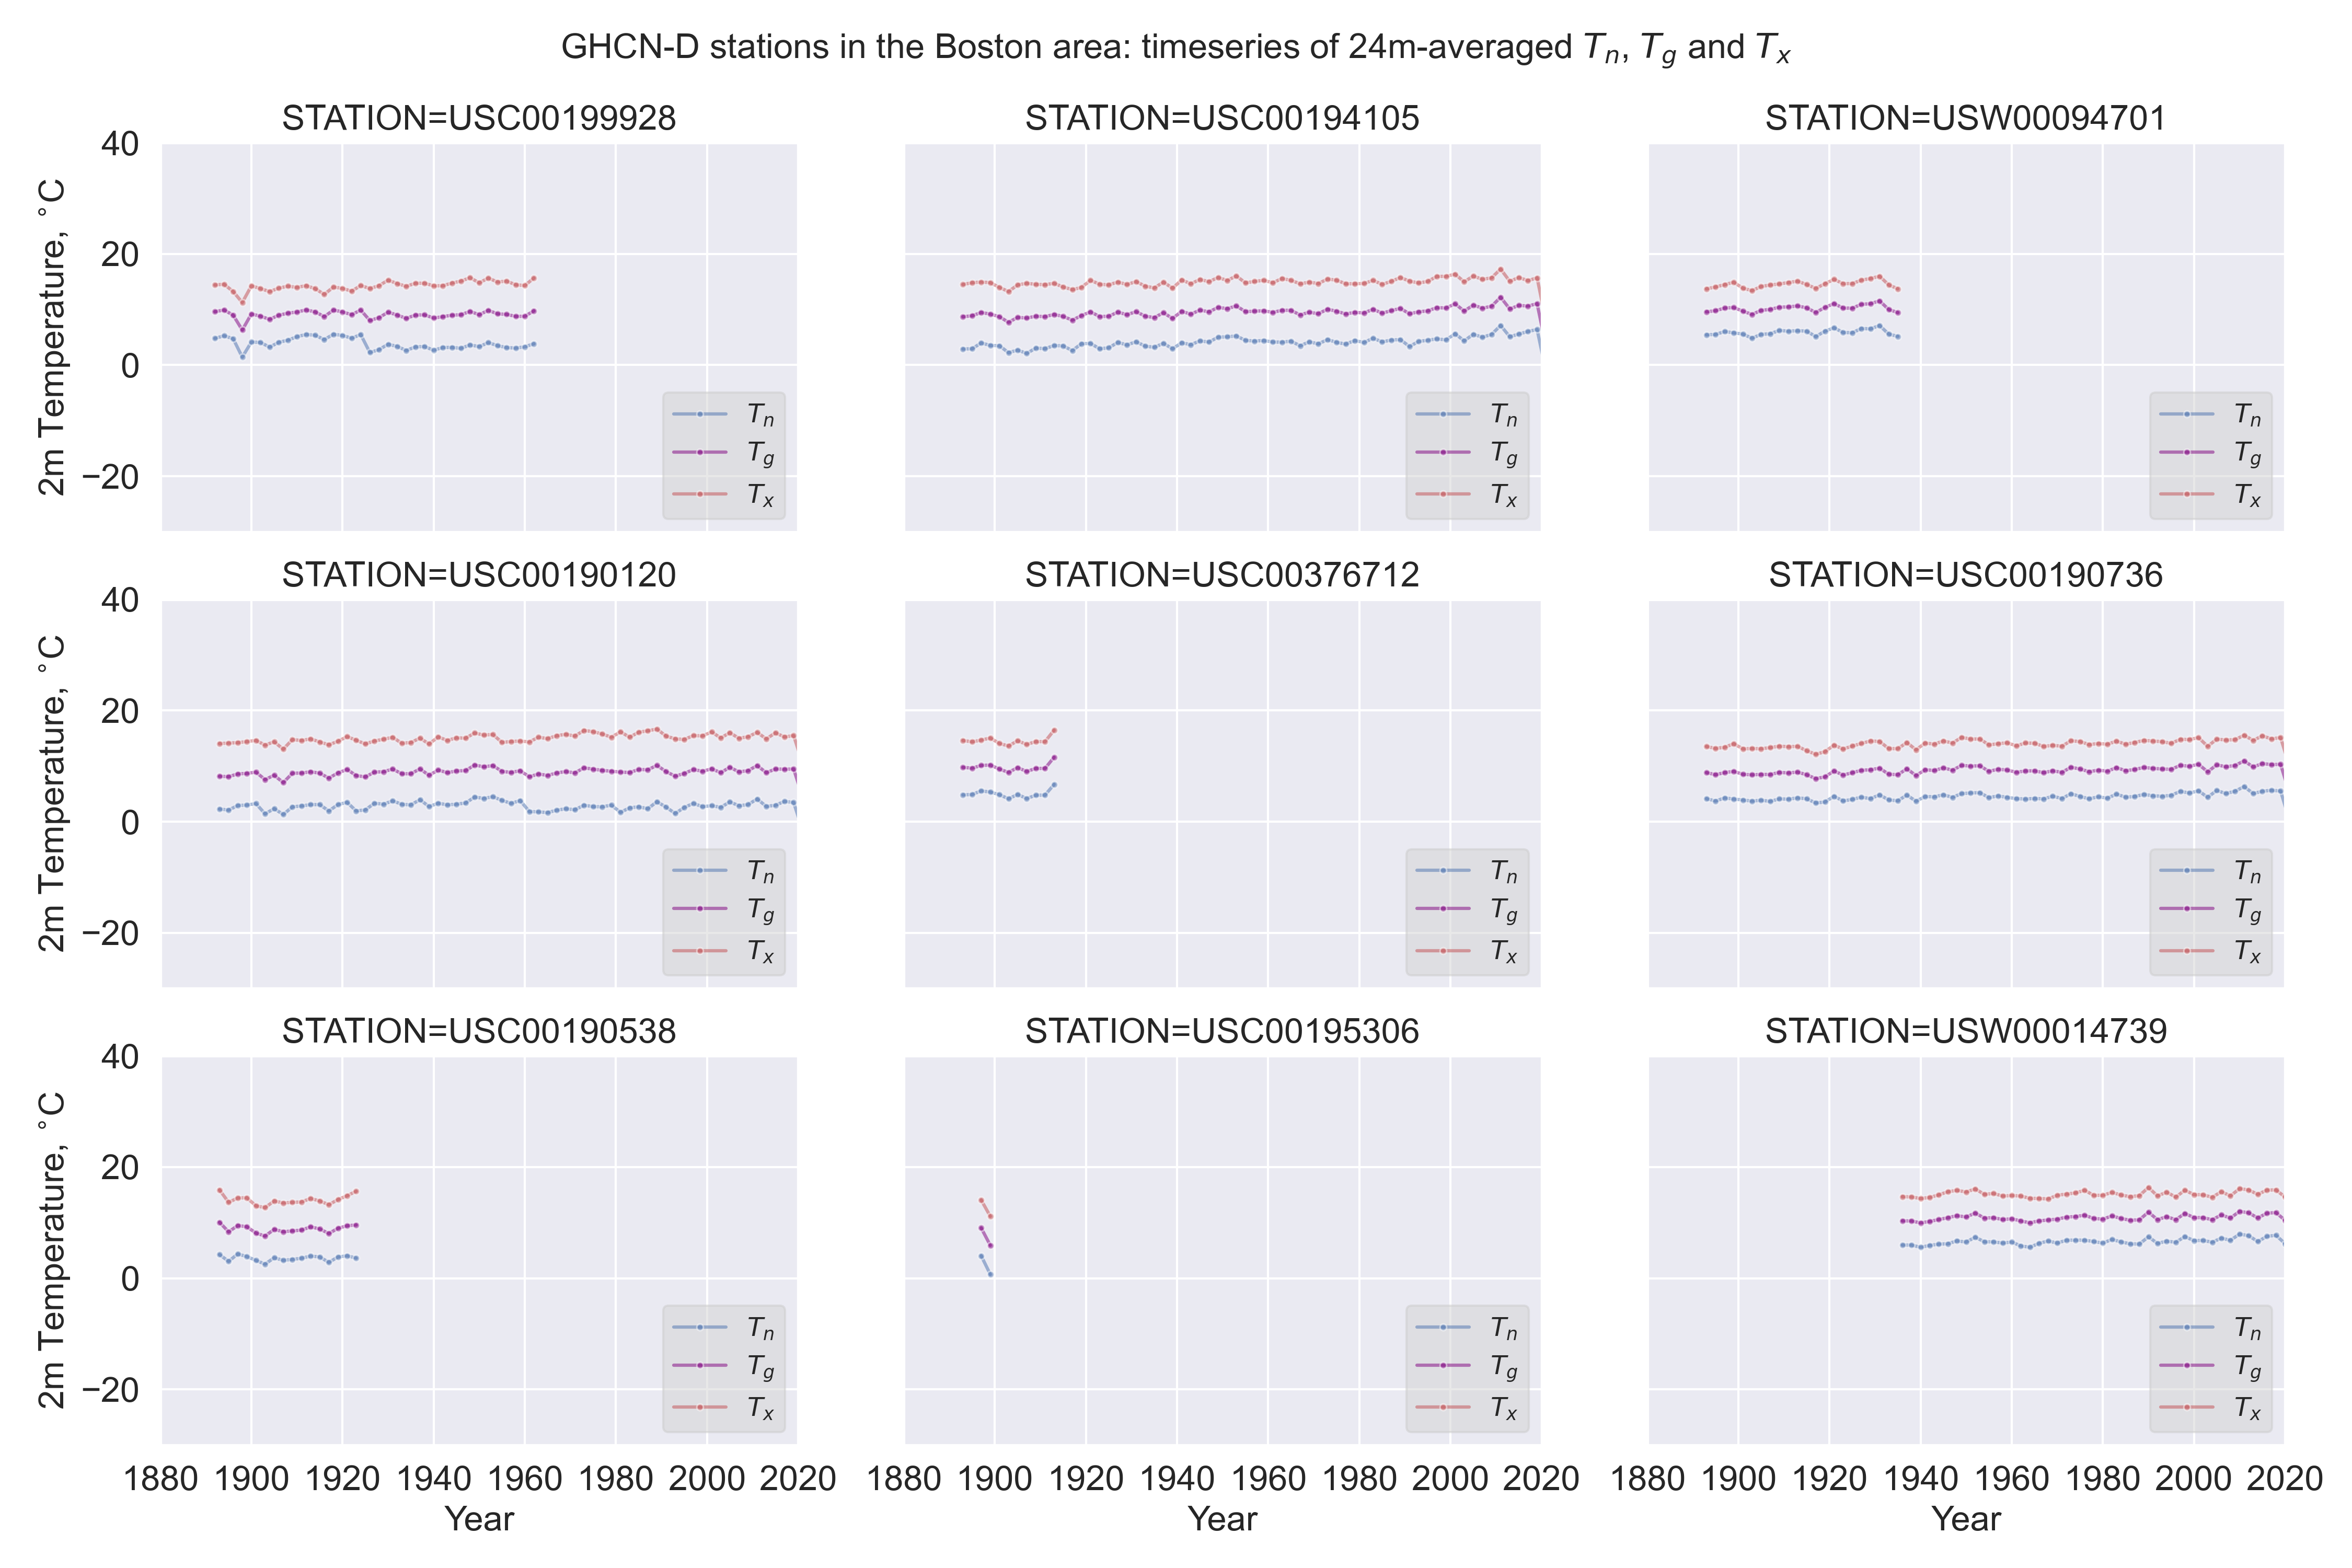 GHCN-D stations in the Boston area: timeseries of 24m-averaged Tn, Tg and Tx
STATION=USC00199928
STATION=USC00194105
STATION=USW00094701
2m Temperature, °C
40
20
0
−20
Tn
Tg
Tx
Tn
Tg
Tx
Tn
Tg
Tx
STATION=USC00190120
STATION=USC00376712
STATION=USC00190736
2m Temperature, °C
40
20
0
−20
Tn
Tg
Tx
Tn
Tg
Tx
Tn
Tg
Tx
STATION=USC00190538
STATION=USC00195306
STATION=USW00014739
2m Temperature, °C
40
20
0
−20
Tn
Tg
Tx
Tn
Tg
Tx
Tn
Tg
Tx
1880 1900 1920 1940 1960 1980 2000 2020
1880 1900 1920 1940 1960 1980 2000 2020
1880 1900 1920 1940 1960 1980 2000 2020
Year
Year
Year